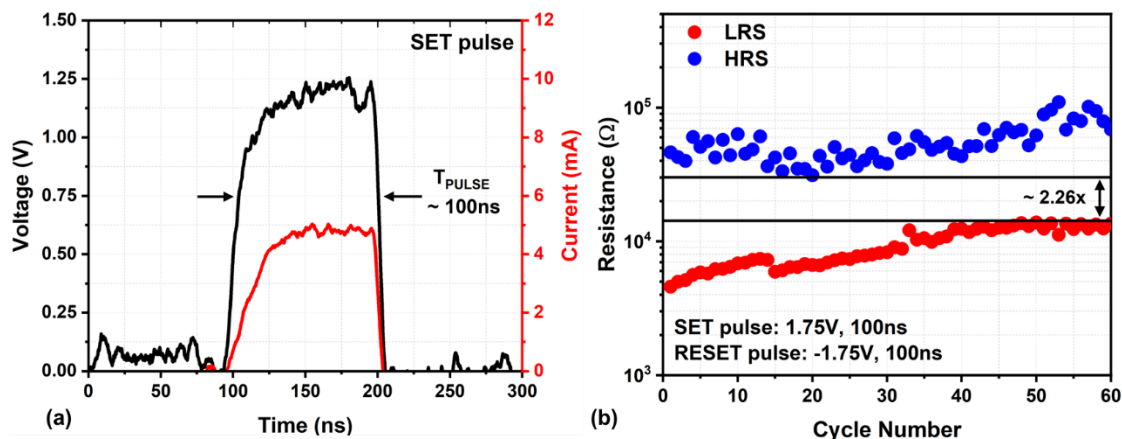 1.50
1.25
1.00
0.75
0.50
0.25
0.00
Voltage (V)
12
10
8
6
4
2
0
Current (mA)
SET pulse
T_PULSE
~ 100ns
0 50 100 150 200 250 300
Time (ns)
(a)
LRS
HRS
10^5
10^4
10^3
Resistance (Ω)
~ 2.26x
SET pulse: 1.75V, 100ns
RESET pulse: -1.75V, 100ns
0 10 20 30 40 50 60
Cycle Number
(b)